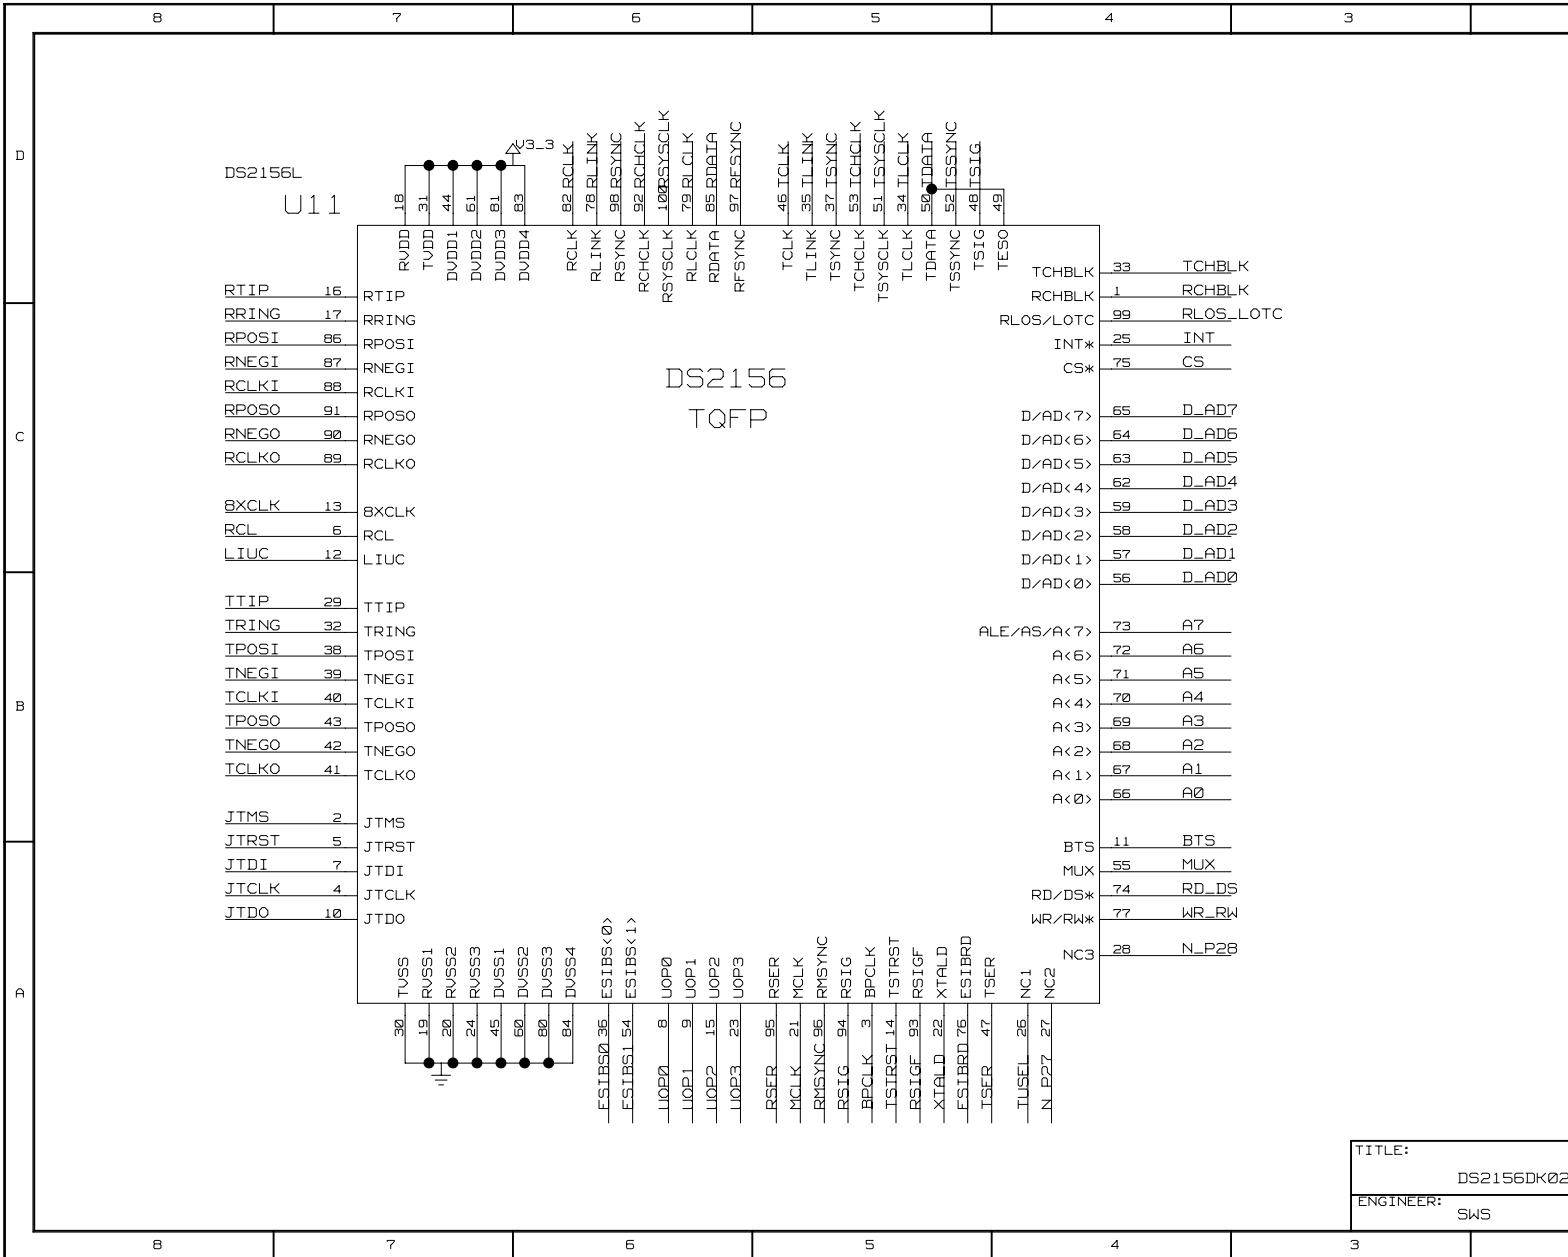 8 7 6 5 4 3
D
C
B
A
DS2156L
U11
V3_3
18 31 44 61 81 83
RVDD TVDD DVDD1 DVDD2 DVDD3 DVDD4
RCLK RLINK RSYNC RCHCLK RSYSCLK RLCLK RDATA RFSYNC
82 78 98 92 100 79 85 97
RCLK RLINK RSYNC RCHCLK RSYSCLK RLCLK RDATA RFSYNC
TCLK TLINK TSYNC TCHCLK TSYSCLK TLCLK TDATA TSSYNC TSIG
46 35 37 53 51 34 50 52 48 49
TCLK TLINK TSYNC TCHCLK TSYSCLK TLCLK TDATA TSSYNC TSIG TESO
DS2156
TQFP
RTIP 16 RTIP
RRING 17 RRING
RPOSI 86 RPOSI
RNEGI 87 RNEGI
RCLKI 88 RCLKI
RPOSO 91 RPOSO
RNEGO 90 RNEGO
RCLKO 89 RCLKO
8XCLK 13 8XCLK
RCL 6 RCL
LIUC 12 LIUC
TTIP 29 TTIP
TRING 32 TRING
TPOSI 38 TPOSI
TNEGI 39 TNEGI
TCLKI 40 TCLKI
TPOSO 43 TPOSO
TNEGO 42 TNEGO
TCLKO 41 TCLKO
JTMS 2 JTMS
JTRST 5 JTRST
JTDI 7 JTDI
JTCLK 4 JTCLK
JTDO 10 JTDO
TCHBLK 33 TCHBLK
RCHBLK 1 RCHBLK
RLOS/LOTC 99 RLOS_LOTC
INT* 25 INT
CS* 75 CS
D/AD<7> 65 D_AD7
D/AD<6> 64 D_AD6
D/AD<5> 63 D_AD5
D/AD<4> 62 D_AD4
D/AD<3> 59 D_AD3
D/AD<2> 58 D_AD2
D/AD<1> 57 D_AD1
D/AD<0> 56 D_AD0
ALE/AS/A<7> 73 A7
A<6> 72 A6
A<5> 71 A5
A<4> 70 A4
A<3> 69 A3
A<2> 68 A2
A<1> 67 A1
A<0> 66 A0
BTS 11 BTS
MUX 55 MUX
RD/DS* 74 RD_DS
WR/RW* 77 WR_RW
NC3 28 N_P28
TVSS RVSS1 RVSS2 RVSS3 DVSS1 DVSS2 DVSS3 DVSS4
30 19 20 24 45 60 80 84
ESIBS<0> ESIBS<1> UOP0 UOP1 UOP2 UOP3
36 54 8 9 15 23
ESIBS0 ESIBS1 UOP0 UOP1 UOP2 UOP3
RSER MCLK RMSYNC RSIG BPCLK TSTRST RSIGF XTALD ESIBRD TSER NC1 NC2
95 21 96 94 3 14 93 22 76 47 26 27
RSER MCLK RMSYNC RSIG BPCLK TSTRST RSIGF XTALD ESIBRD TSER TUSEL N_P27
TITLE:
DS2156DK02
ENGINEER:
SWS
8 7 6 5 4 3